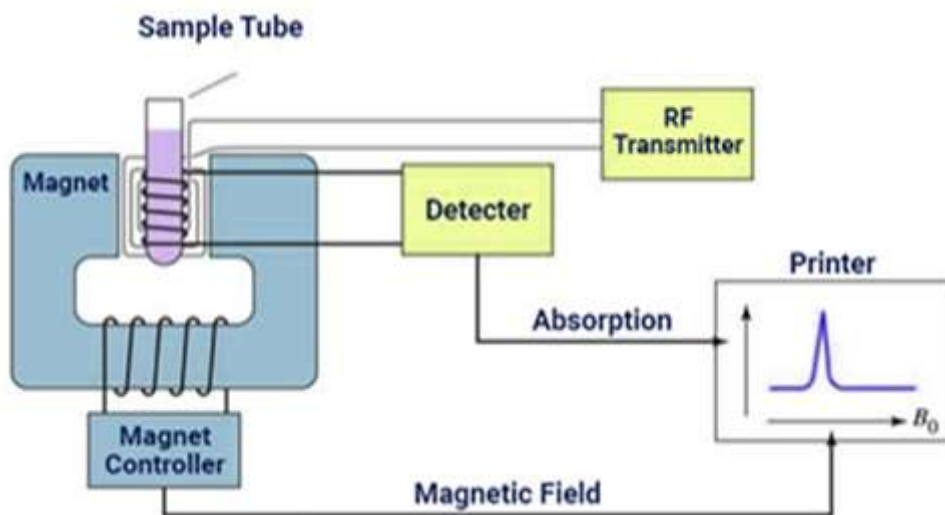 Sample Tube
RF
Transmitter
Magnet
Detecter
Printer
Absorption
B0
Magnet
Controller
Magnetic Field